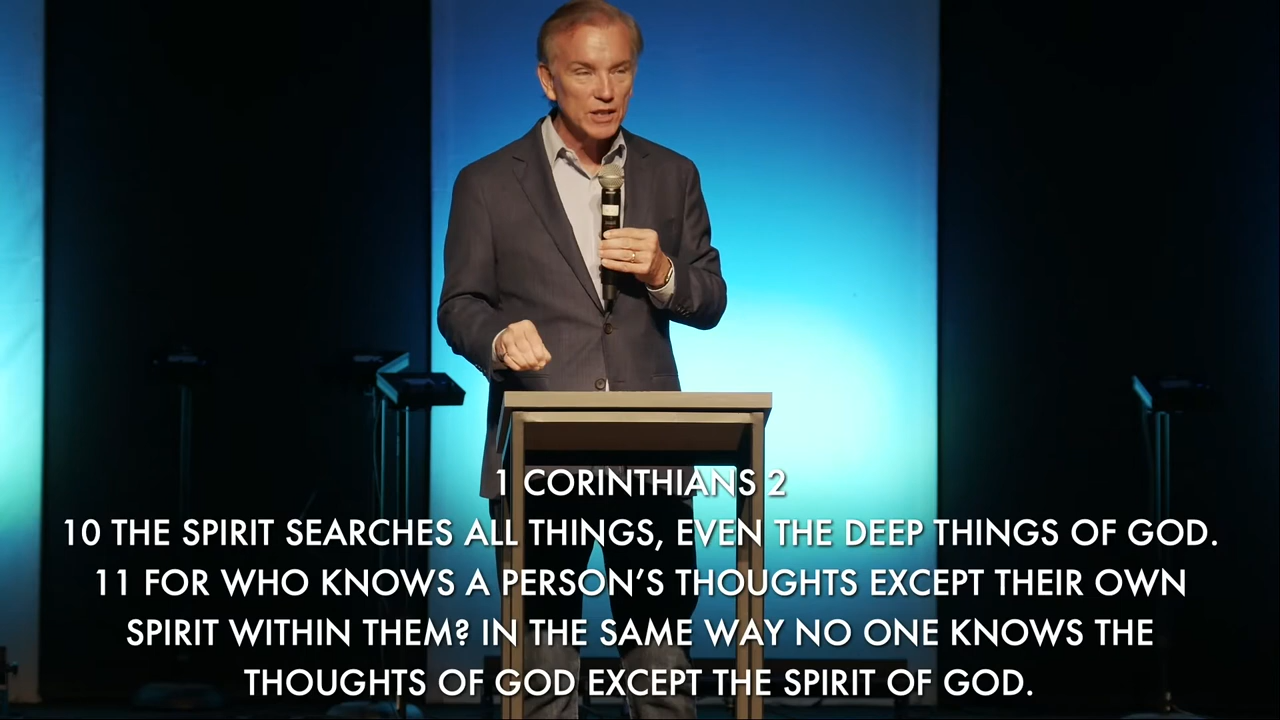 1 CORINTHIANS 2
10 THE SPIRIT SEARCHES ALL THINGS, EVEN THE DEEP THINGS OF GOD.
11 FOR WHO KNOWS A PERSON’S THOUGHTS EXCEPT THEIR OWN
SPIRIT WITHIN THEM? IN THE SAME WAY NO ONE KNOWS THE
THOUGHTS OF GOD EXCEPT THE SPIRIT OF GOD.